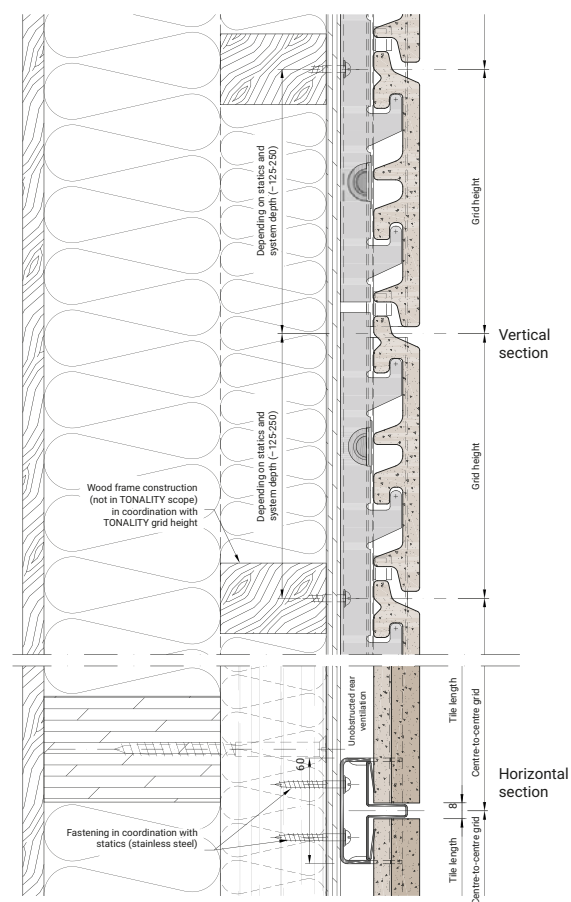 Depending on statics and
system depth (~125-250)
Grid height
Vertical
section
Depending on statics and
system depth (~125-250)
Grid height
Wood frame construction
(not in TONALITY scope)
in coordination with
TONALITY grid height
Unobstructed rear
ventilation
Tile length
Centre-to-centre grid
60
Horizontal
section
8
Fastening in coordination with
statics (stainless steel)
Tile length
Centre-to-centre grid